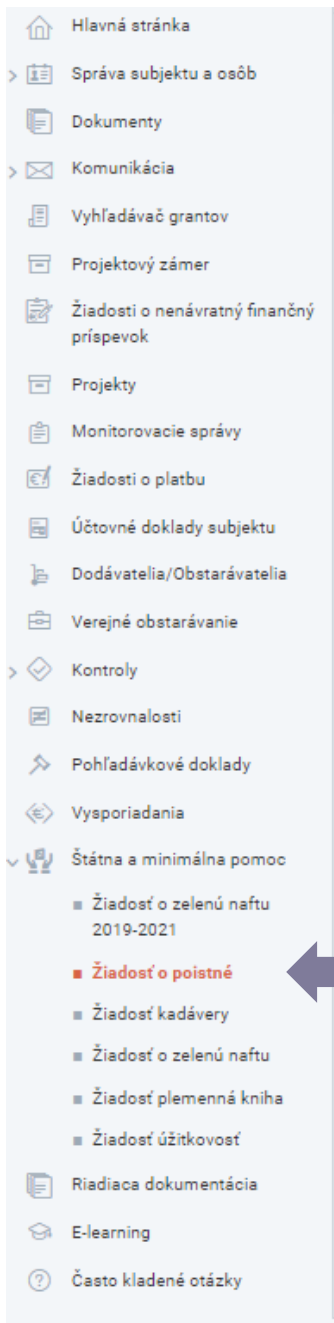 Hlavná stránka
Správa subjektu a osôb
Dokumenty
Komunikácia
Vyhľadávač grantov
Projektový zámer
Žiadosti o nenávratný finančný
príspevok
Projekty
Monitorovacie správy
Žiadosti o platbu
Účtovné doklady subjektu
Dodávatelia/Obstarávatelia
Verejné obstarávanie
Kontroly
Nezrovnalosti
Pohľadávkové doklady
Vysporiadania
Štátna a minimálna pomoc
Žiadosť o zelenú naftu
2019-2021
Žiadosť o poistné
Žiadosť kadávery
Žiadosť o zelenú naftu
Žiadosť plemenná kniha
Žiadosť úžitkovosť
Riadiaca dokumentácia
E-learning
Často kladené otázky